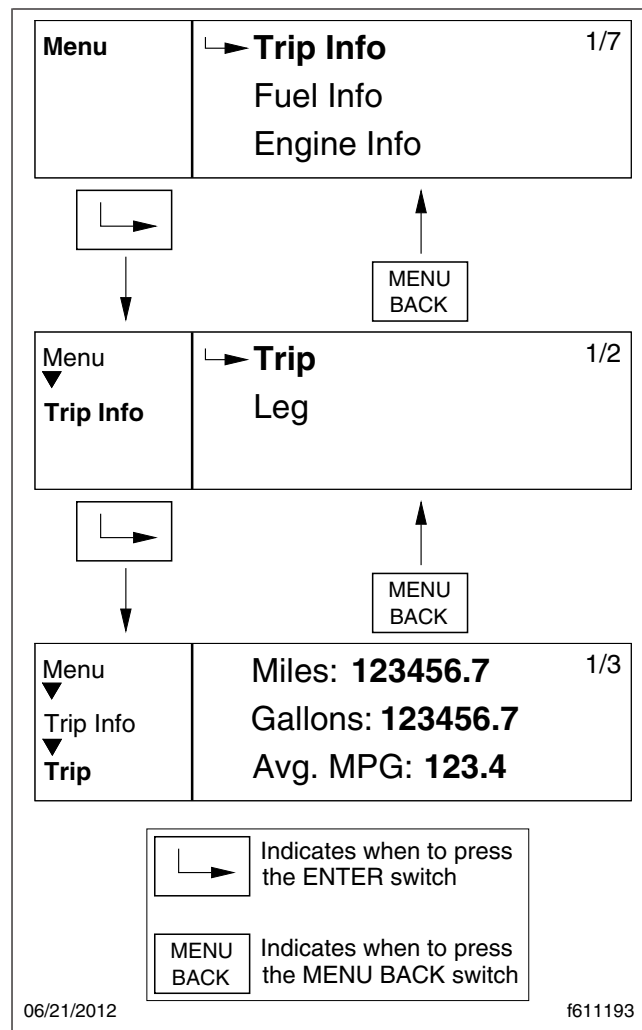 Menu
Trip Info 1/7
Fuel Info
Engine Info
MENU
BACK
Menu
Trip Info
Trip 1/2
Leg
MENU
BACK
Menu
Trip Info
Trip
Miles: 123456.7 1/3
Gallons: 123456.7
Avg. MPG: 123.4
Indicates when to press
the ENTER switch
MENU
BACK
Indicates when to press
the MENU BACK switch
06/21/2012
f611193